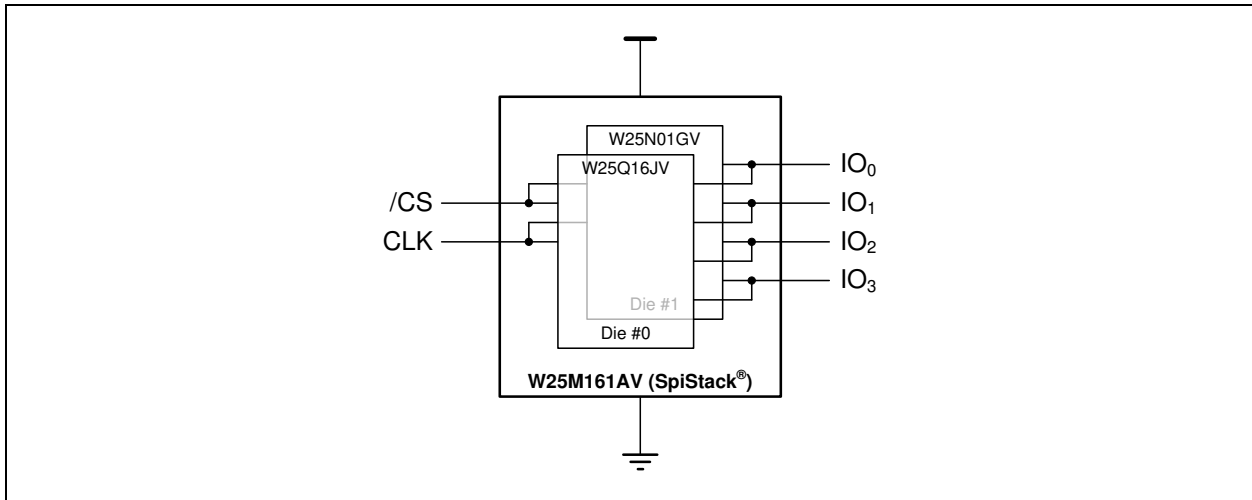 W25N01GV
W25Q16JV
/CS
CLK
IO₀
IO₁
IO₂
IO₃
Die #1
Die #0
W25M161AV (SpiStack®)